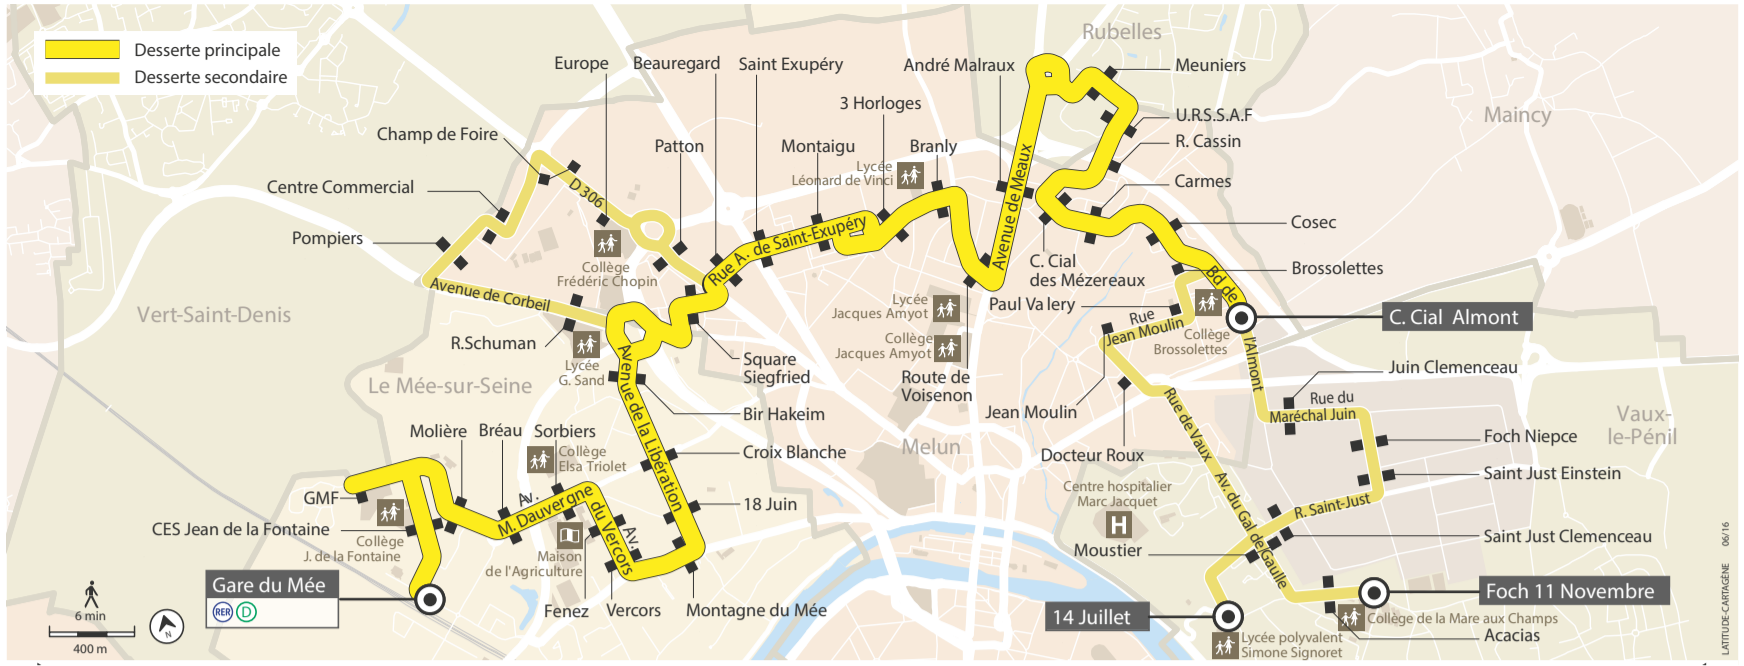 Desserte principale
Desserte secondaire
Europe
Beauregard
Saint Exupéry
André Malraux
Rubelles
Meuniers
3 Horloges
U.R.S.S.A.F
Maincy
Champ de Foire
Patton
Montaigu
Branly
R. Cassin
Lycée
Léonard de Vinci
Centre Commercial
D 306
Carmes
Avenue de Meaux
Pompiers
Rue A. de Saint-Exupéry
Cosec
Collège
Frédéric Chopin
C. Cial
des Mézereaux
Brossolettes
Avenue de Corbeil
Bd de
l'Almont
Vert-Saint-Denis
Lycée
Jacques Amyot
Paul Valery
Rue
Jean Moulin
C. Cial Almont
R.Schuman
Collège
Jacques Amyot
Collège
Brossolettes
Lycée
G. Sand
Square
Siegfried
Le Mée-sur-Seine
Route de
Voisenon
Juin Clemenceau
Avenue de la Libération
Bir Hakeim
Jean Moulin
Rue de Vaux
Rue du
Maréchal Juin
Vaux-
le-Pénil
Molière
Bréau
Sorbiers
Melun
Foch Niepce
Collège
Elsa Triolet
Croix Blanche
Docteur Roux
Saint Just Einstein
GMF
Av.
M. Dauvergne
Centre hospitalier
Marc Jacquet
H
Av. du Gal de Gaulle
R. Saint-Just
18 Juin
CES Jean de la Fontaine
Av.
du Vercors
Collège
J. de la Fontaine
Maison
de l'Agriculture
Moustier
Saint Just Clemenceau
Gare du Mée
RER
D
Fenez
Vercors
Montagne du Mée
14 Juillet
Foch 11 Novembre
Collège de la Mare aux Champs
Acacias
Lycée polyvalent
Simone Signoret
6 min
400 m
N
LATITUDE-CARTAGÈNE 06/16